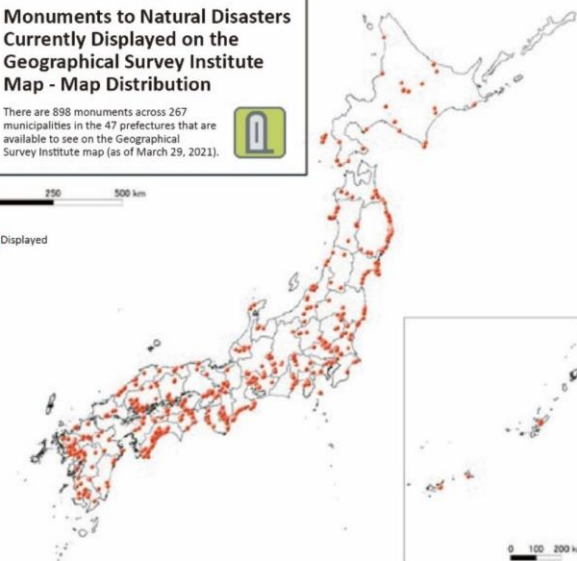 Monuments to Natural Disasters
Currently Displayed on the
Geographical Survey Institute
Map - Map Distribution
There are 898 monuments across 267
municipalities in the 47 prefectures that are
available to see on the Geographical
Survey Institute map (as of March 29, 2021).
250 500 km
Displayed
0 100 200 k